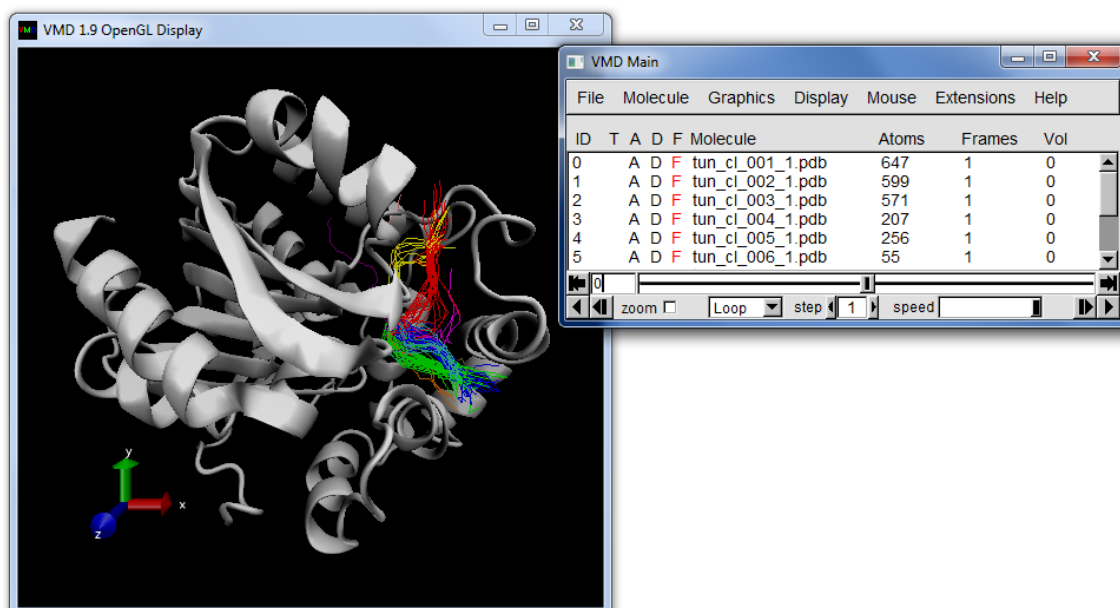 VMD 1.9 OpenGL Display
y
x
z
VMD Main
File Molecule Graphics Display Mouse Extensions Help
ID T A D F Molecule Atoms Frames Vol
0 A D F tun_cl_001_1.pdb 647 1 0
1 A D F tun_cl_002_1.pdb 599 1 0
2 A D F tun_cl_003_1.pdb 571 1 0
3 A D F tun_cl_004_1.pdb 207 1 0
4 A D F tun_cl_005_1.pdb 256 1 0
5 A D F tun_cl_006_1.pdb 55 1 0
0
zoom Loop step 1 speed